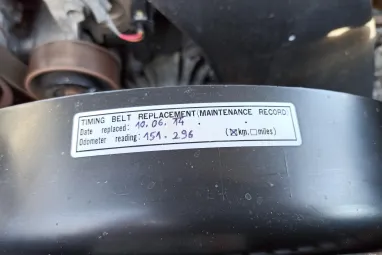 TIMING BELT REPLACEMENT(MAINTENANCE RECORD)
Date replaced: 10.06.14 . .
Odometer reading: 151.296 (☒km.☐miles)